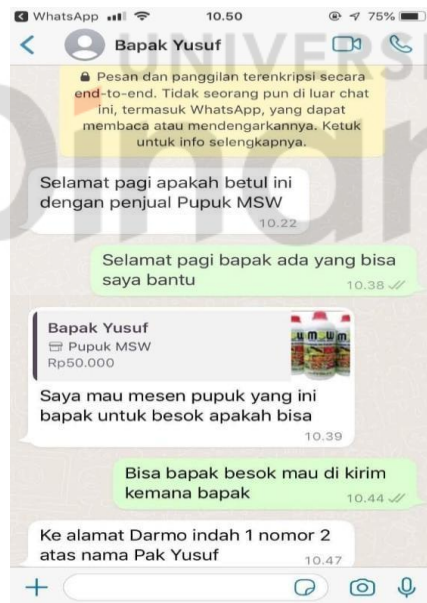 WhatsApp 10.50 75%
Bapak Yusuf
UNIVERS
Pesan dan panggilan terenkripsi secara
end-to-end. Tidak seorang pun di luar chat
ini, termasuk WhatsApp, yang dapat
membaca atau mendengarkannya. Ketuk
untuk info selengkapnya.
Dinar
Selamat pagi apakah betul ini
dengan penjual Pupuk MSW
10.22
Selamat pagi bapak ada yang bisa
saya bantu
10.38
Bapak Yusuf
Pupuk MSW
Rp50.000
Saya mau mesen pupuk yang ini
bapak untuk besok apakah bisa
10.39
Bisa bapak besok mau di kirim
kemana bapak
10.44
Ke alamat Darmo indah 1 nomor 2
atas nama Pak Yusuf
10.47